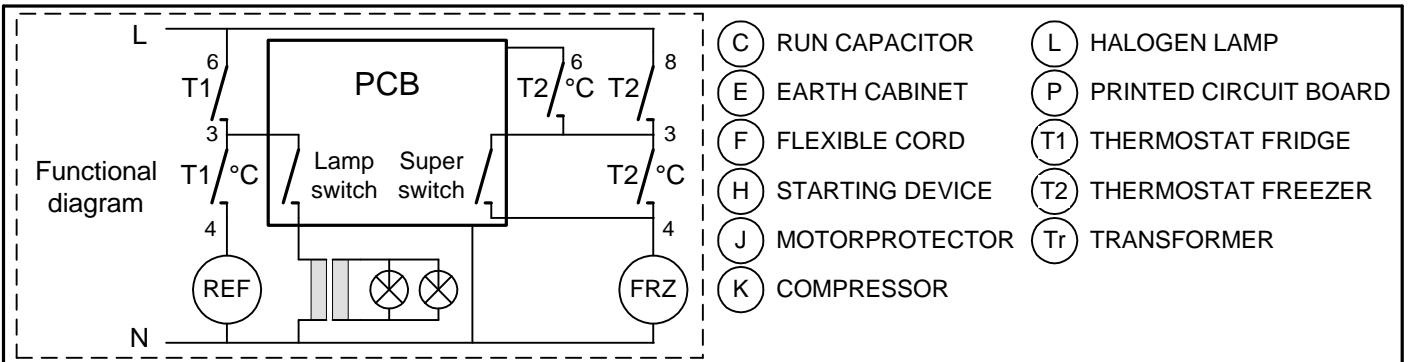 L
6
T1
PCB
6
T2
°C
T2
8
3
3
Functional
diagram
T1
°C
Lamp
switch
Super
switch
T2
°C
4
4
REF
FRZ
N
C RUN CAPACITOR
E EARTH CABINET
F FLEXIBLE CORD
H STARTING DEVICE
J MOTORPROTECTOR
K COMPRESSOR
L HALOGEN LAMP
P PRINTED CIRCUIT BOARD
T1 THERMOSTAT FRIDGE
T2 THERMOSTAT FREEZER
Tr TRANSFORMER